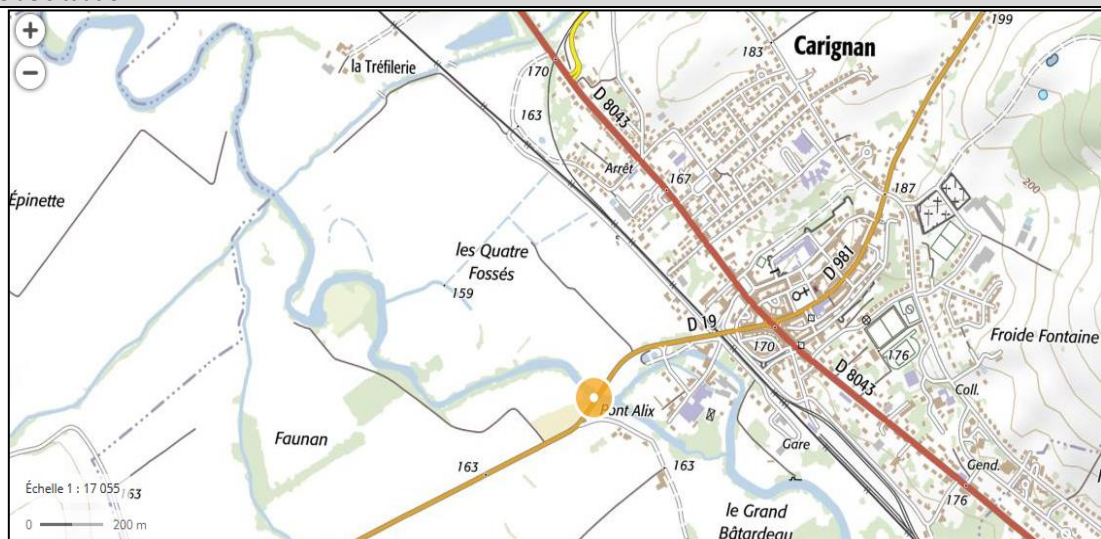 +
−
la Tréfilerie
170
D 8043
163
183
Carignan
199
Arrêt
167
187
200
Épinette
les Quatre
Fossés
159
D 19
D 981
170
176
Froide Fontaine
D 8043
Coll.
Pont Alix
Faunan
163
163
Gare
Gend.
176
le Grand
Bâtardeau
Échelle 1 : 17 055
163
0
200 m